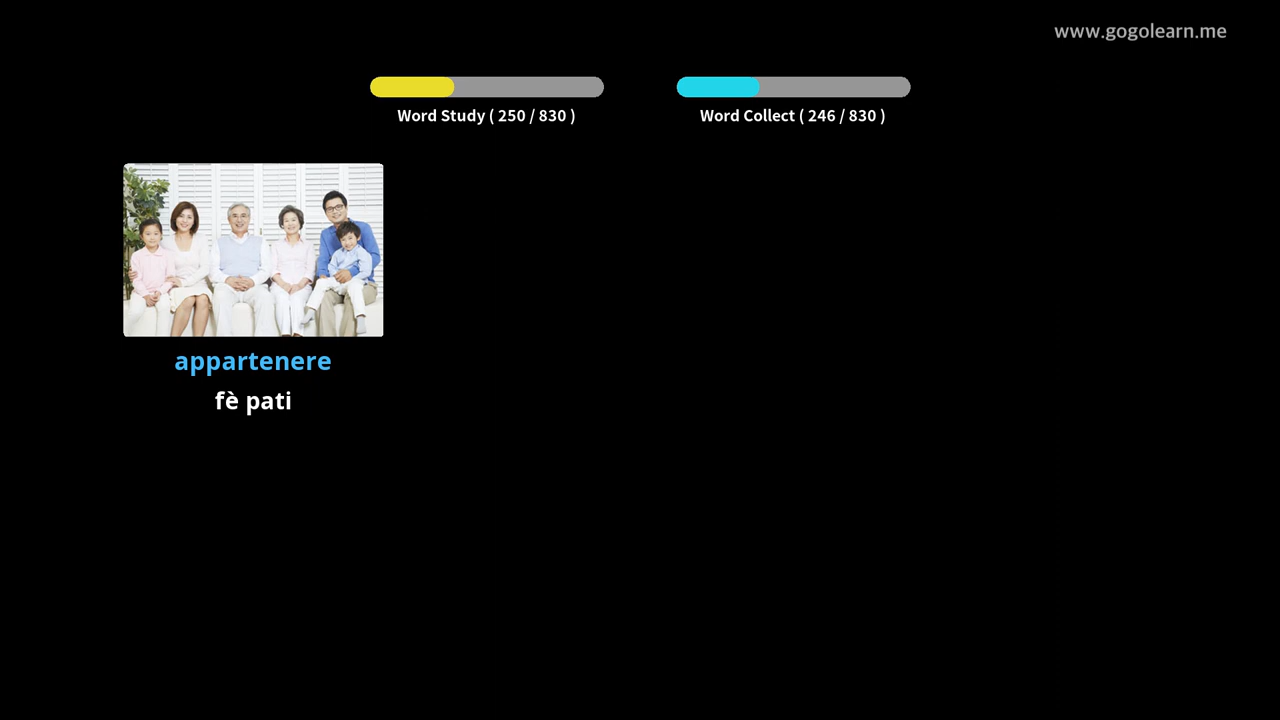 www.gogolearn.me
Word Study ( 250 / 830 )
Word Collect ( 246 / 830 )
appartenere
fè pati